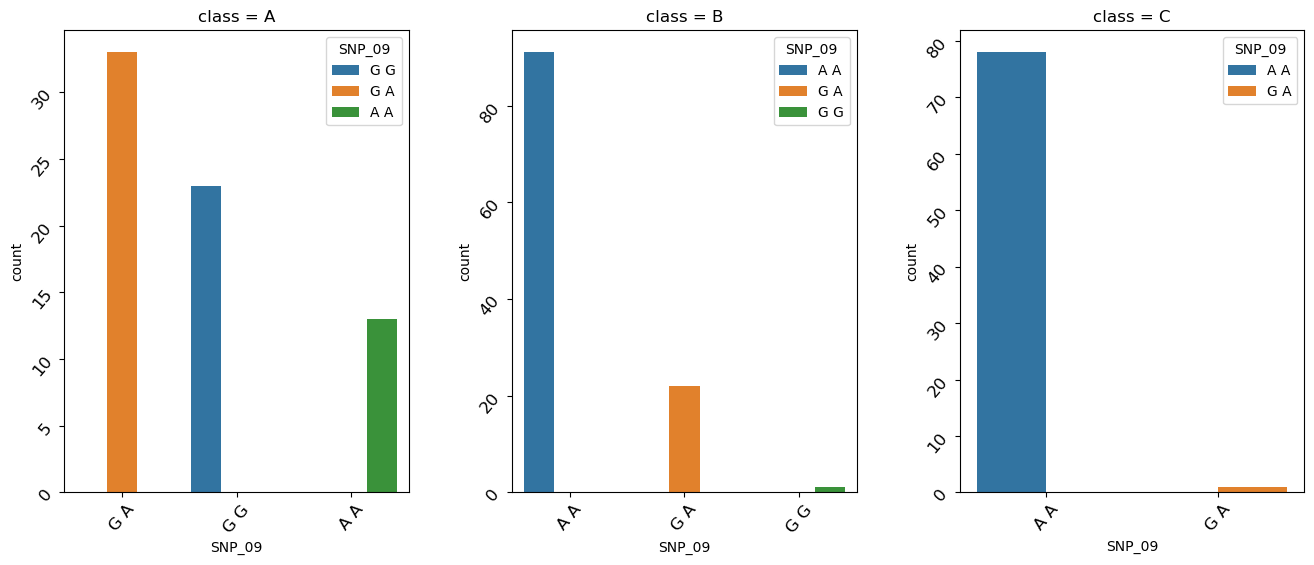 class = A
SNP_09
G G
G A
A A
30
25
20
15
10
5
0
count
G A
G G
A A
SNP_09
class = B
SNP_09
A A
G A
G G
80
60
40
20
0
count
A A
G A
G G
SNP_09
class = C
SNP_09
A A
G A
80
70
60
50
40
30
20
10
0
count
A A
G A
SNP_09